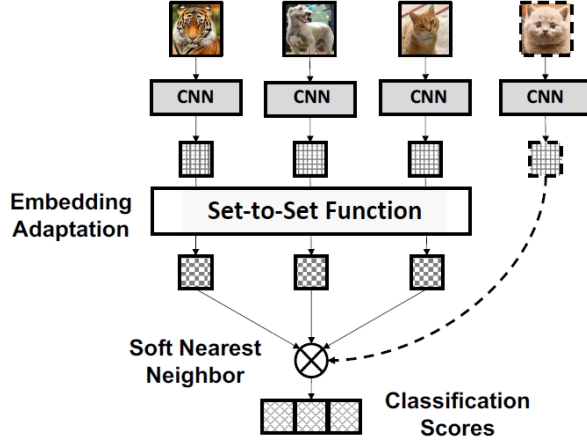 CNN CNN CNN CNN
Embedding
Adaptation
Set-to-Set Function
Soft Nearest
Neighbor
Classification
Scores